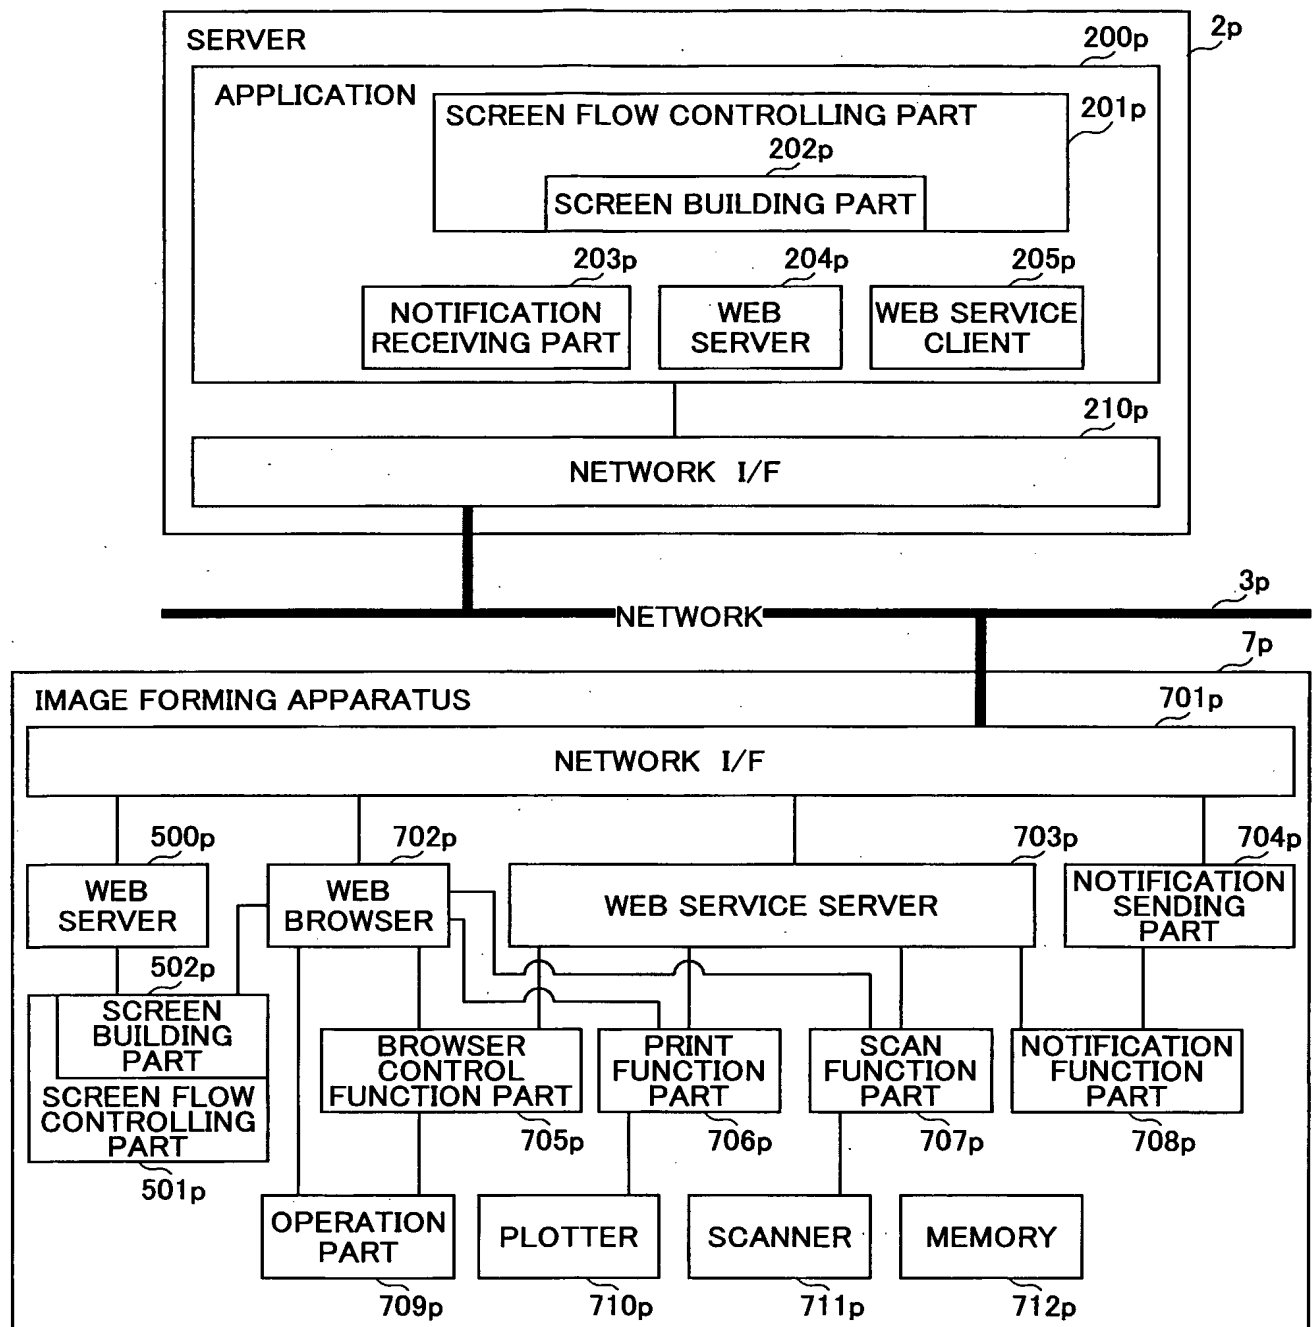 2p
SERVER
200p
APPLICATION
201p
SCREEN FLOW CONTROLLING PART
202p
SCREEN BUILDING PART
203p
204p
205p
NOTIFICATION
RECEIVING PART
WEB
SERVER
WEB SERVICE
CLIENT
210p
NETWORK I/F
3p
NETWORK
7p
IMAGE FORMING APPARATUS
701p
NETWORK I/F
500p
702p
703p
704p
WEB
SERVER
WEB
BROWSER
WEB SERVICE SERVER
NOTIFICATION
SENDING
PART
502p
SCREEN
BUILDING
PART
SCREEN FLOW
CONTROLLING
PART
501p
BROWSER
CONTROL
FUNCTION PART
705p
PRINT
FUNCTION
PART
706p
SCAN
FUNCTION
PART
707p
NOTIFICATION
FUNCTION
PART
708p
OPERATION
PART
709p
PLOTTER
710p
SCANNER
711p
MEMORY
712p